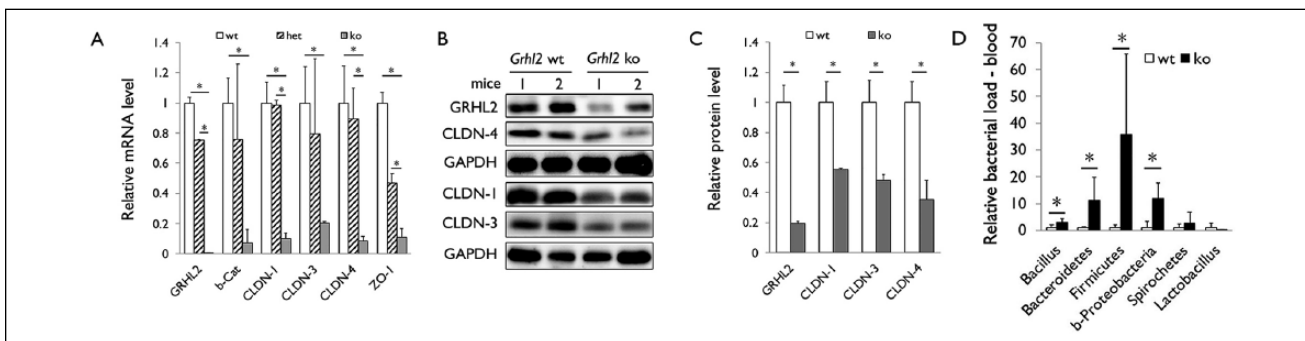 A
wt het ko
Relative mRNA level
1.4
1.2
1
0.8
0.6
0.4
0.2
0
* * * * * * * * *
GRHL2 b-Cat CLDN-1 CLDN-3 CLDN-4 ZO-1
B
Grhl2 wt Grhl2 ko
mice 1 2 1 2
GRHL2
CLDN-4
GAPDH
CLDN-1
CLDN-3
GAPDH
C
wt ko
Relative protein level
1.4
1.2
1
0.8
0.6
0.4
0.2
0
* * * *
GRHL2 CLDN-1 CLDN-3 CLDN-4
D
wt ko
Relative bacterial load - blood
70
60
50
40
30
20
10
0
* * * *
Bacillus Bacteroidetes Firmicutes b-Proteobacteria Spirochetes Lactobacillus